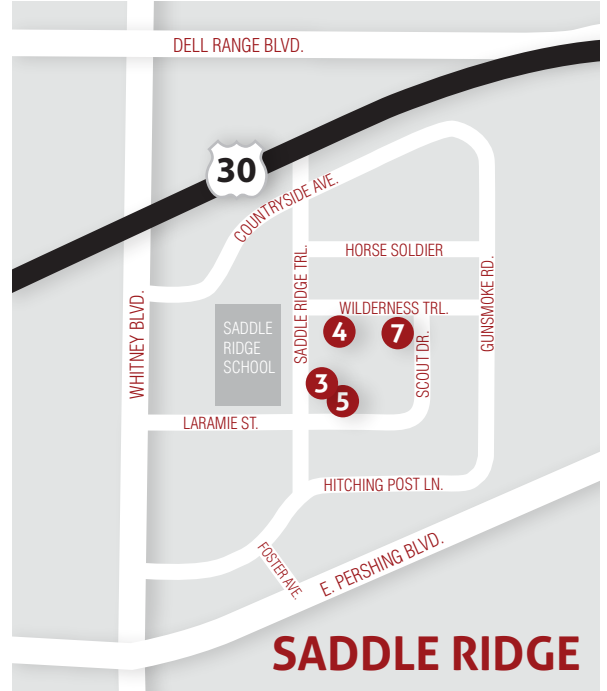 DELL RANGE BLVD.
30
COUNTRYSIDE AVE.
HORSE SOLDIER
SADDLE RIDGE TRL.
GUNSMOKE RD.
WHITNEY BLVD.
WILDERNESS TRL.
SADDLE
RIDGE
SCHOOL
4
7
SCOUT DR.
3
5
LARAMIE ST.
HITCHING POST LN.
FOSTER AVE.
E. PERSHING BLVD.
SADDLE RIDGE